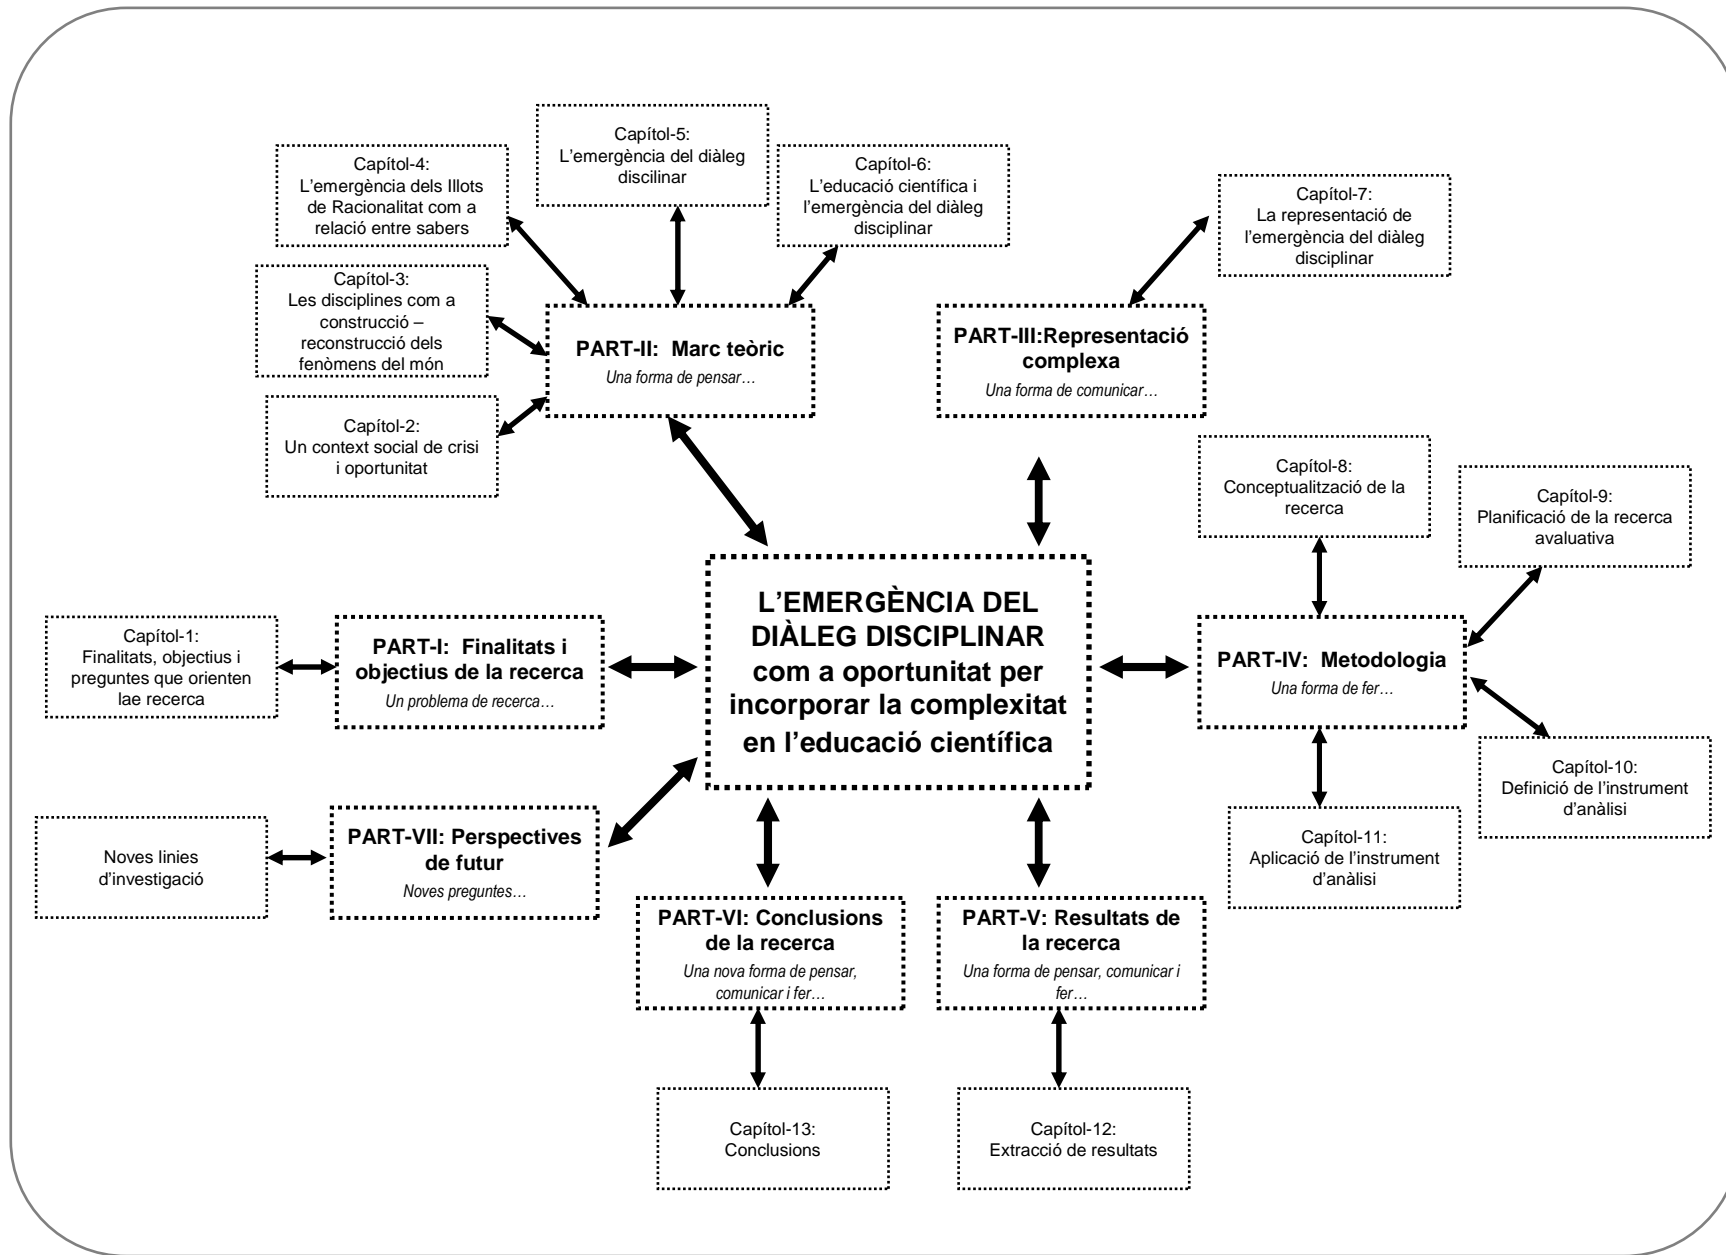 Capítol-5:
L’emergència del diàleg
discilinar
Capítol-4:
L’emergència dels Illots
de Racionalitat com a
relació entre sabers
Capítol-6:
L’educació científica i
l’emergència del diàleg
disciplinar
Capítol-7:
La representació de
l’emergència del diàleg
disciplinar
Capítol-3:
Les disciplines com a
construcció –
reconstrucció dels
fenòmens del món
PART-II: Marc teòric
Una forma de pensar…
PART-III:Representació
complexa
Una forma de comunicar…
Capítol-2:
Un context social de crisi
i oportunitat
Capítol-8:
Conceptualització de la
recerca
Capítol-9:
Planificació de la recerca
avaluativa
L’EMERGÈNCIA DEL
DIÀLEG DISCIPLINAR
com a oportunitat per
incorporar la complexitat
en l’educació científica
Capítol-1:
Finalitats, objectius i
preguntes que orienten
lae recerca
PART-I: Finalitats i
objectius de la recerca
Un problema de recerca…
PART-IV: Metodologia
Una forma de fer…
Capítol-10:
Definició de l’instrument
d’anàlisi
Noves linies
d’investigació
PART-VII: Perspectives
de futur
Noves preguntes…
Capítol-11:
Aplicació de l’instrument
d’anàlisi
PART-VI: Conclusions
de la recerca
Una nova forma de pensar,
comunicar i fer…
PART-V: Resultats de
la recerca
Una forma de pensar, comunicar i
fer…
Capítol-13:
Conclusions
Capítol-12:
Extracció de resultats